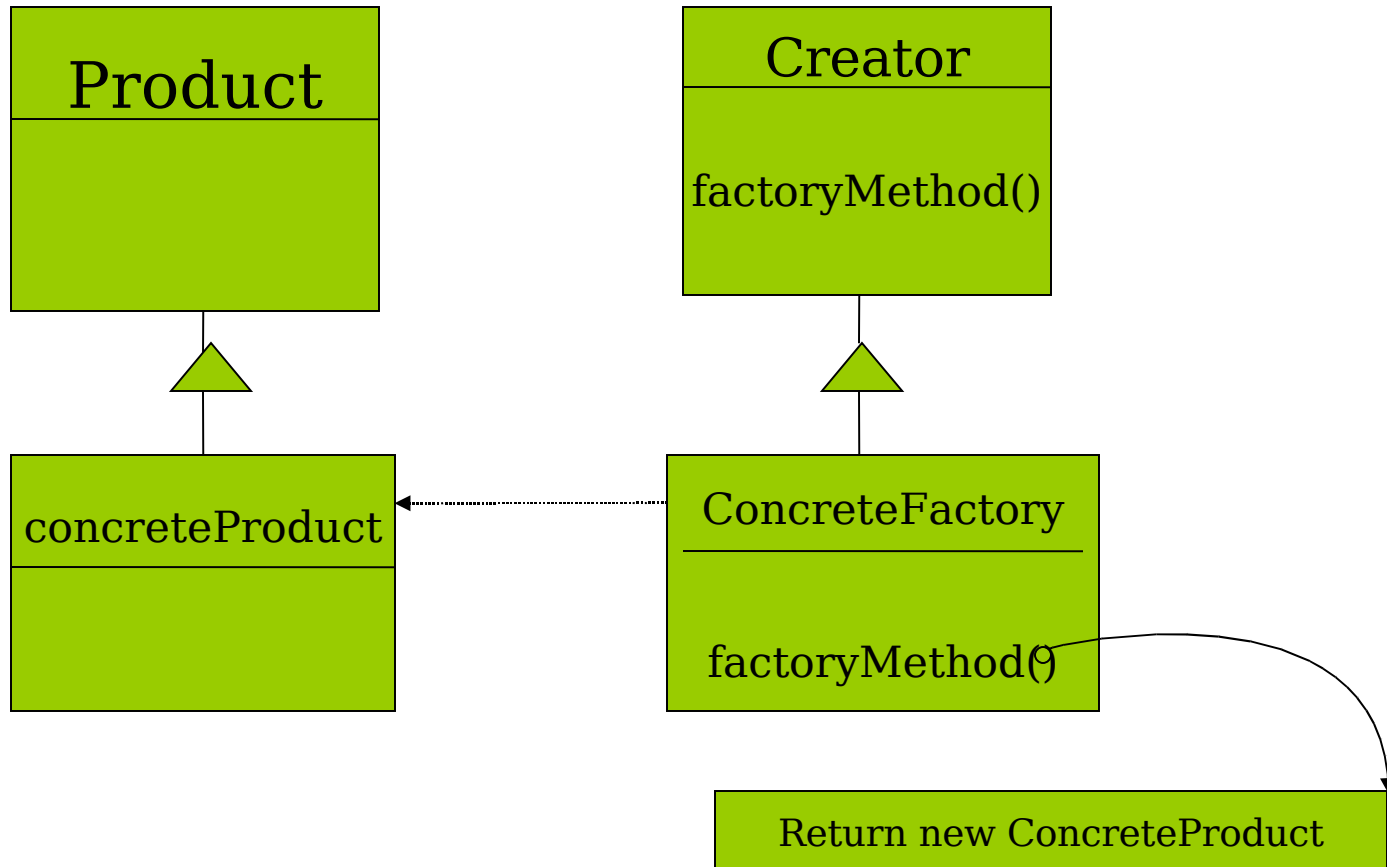 Product
Creator
factoryMethod()
concreteProduct
ConcreteFactory
factoryMethod()
Return new ConcreteProduct